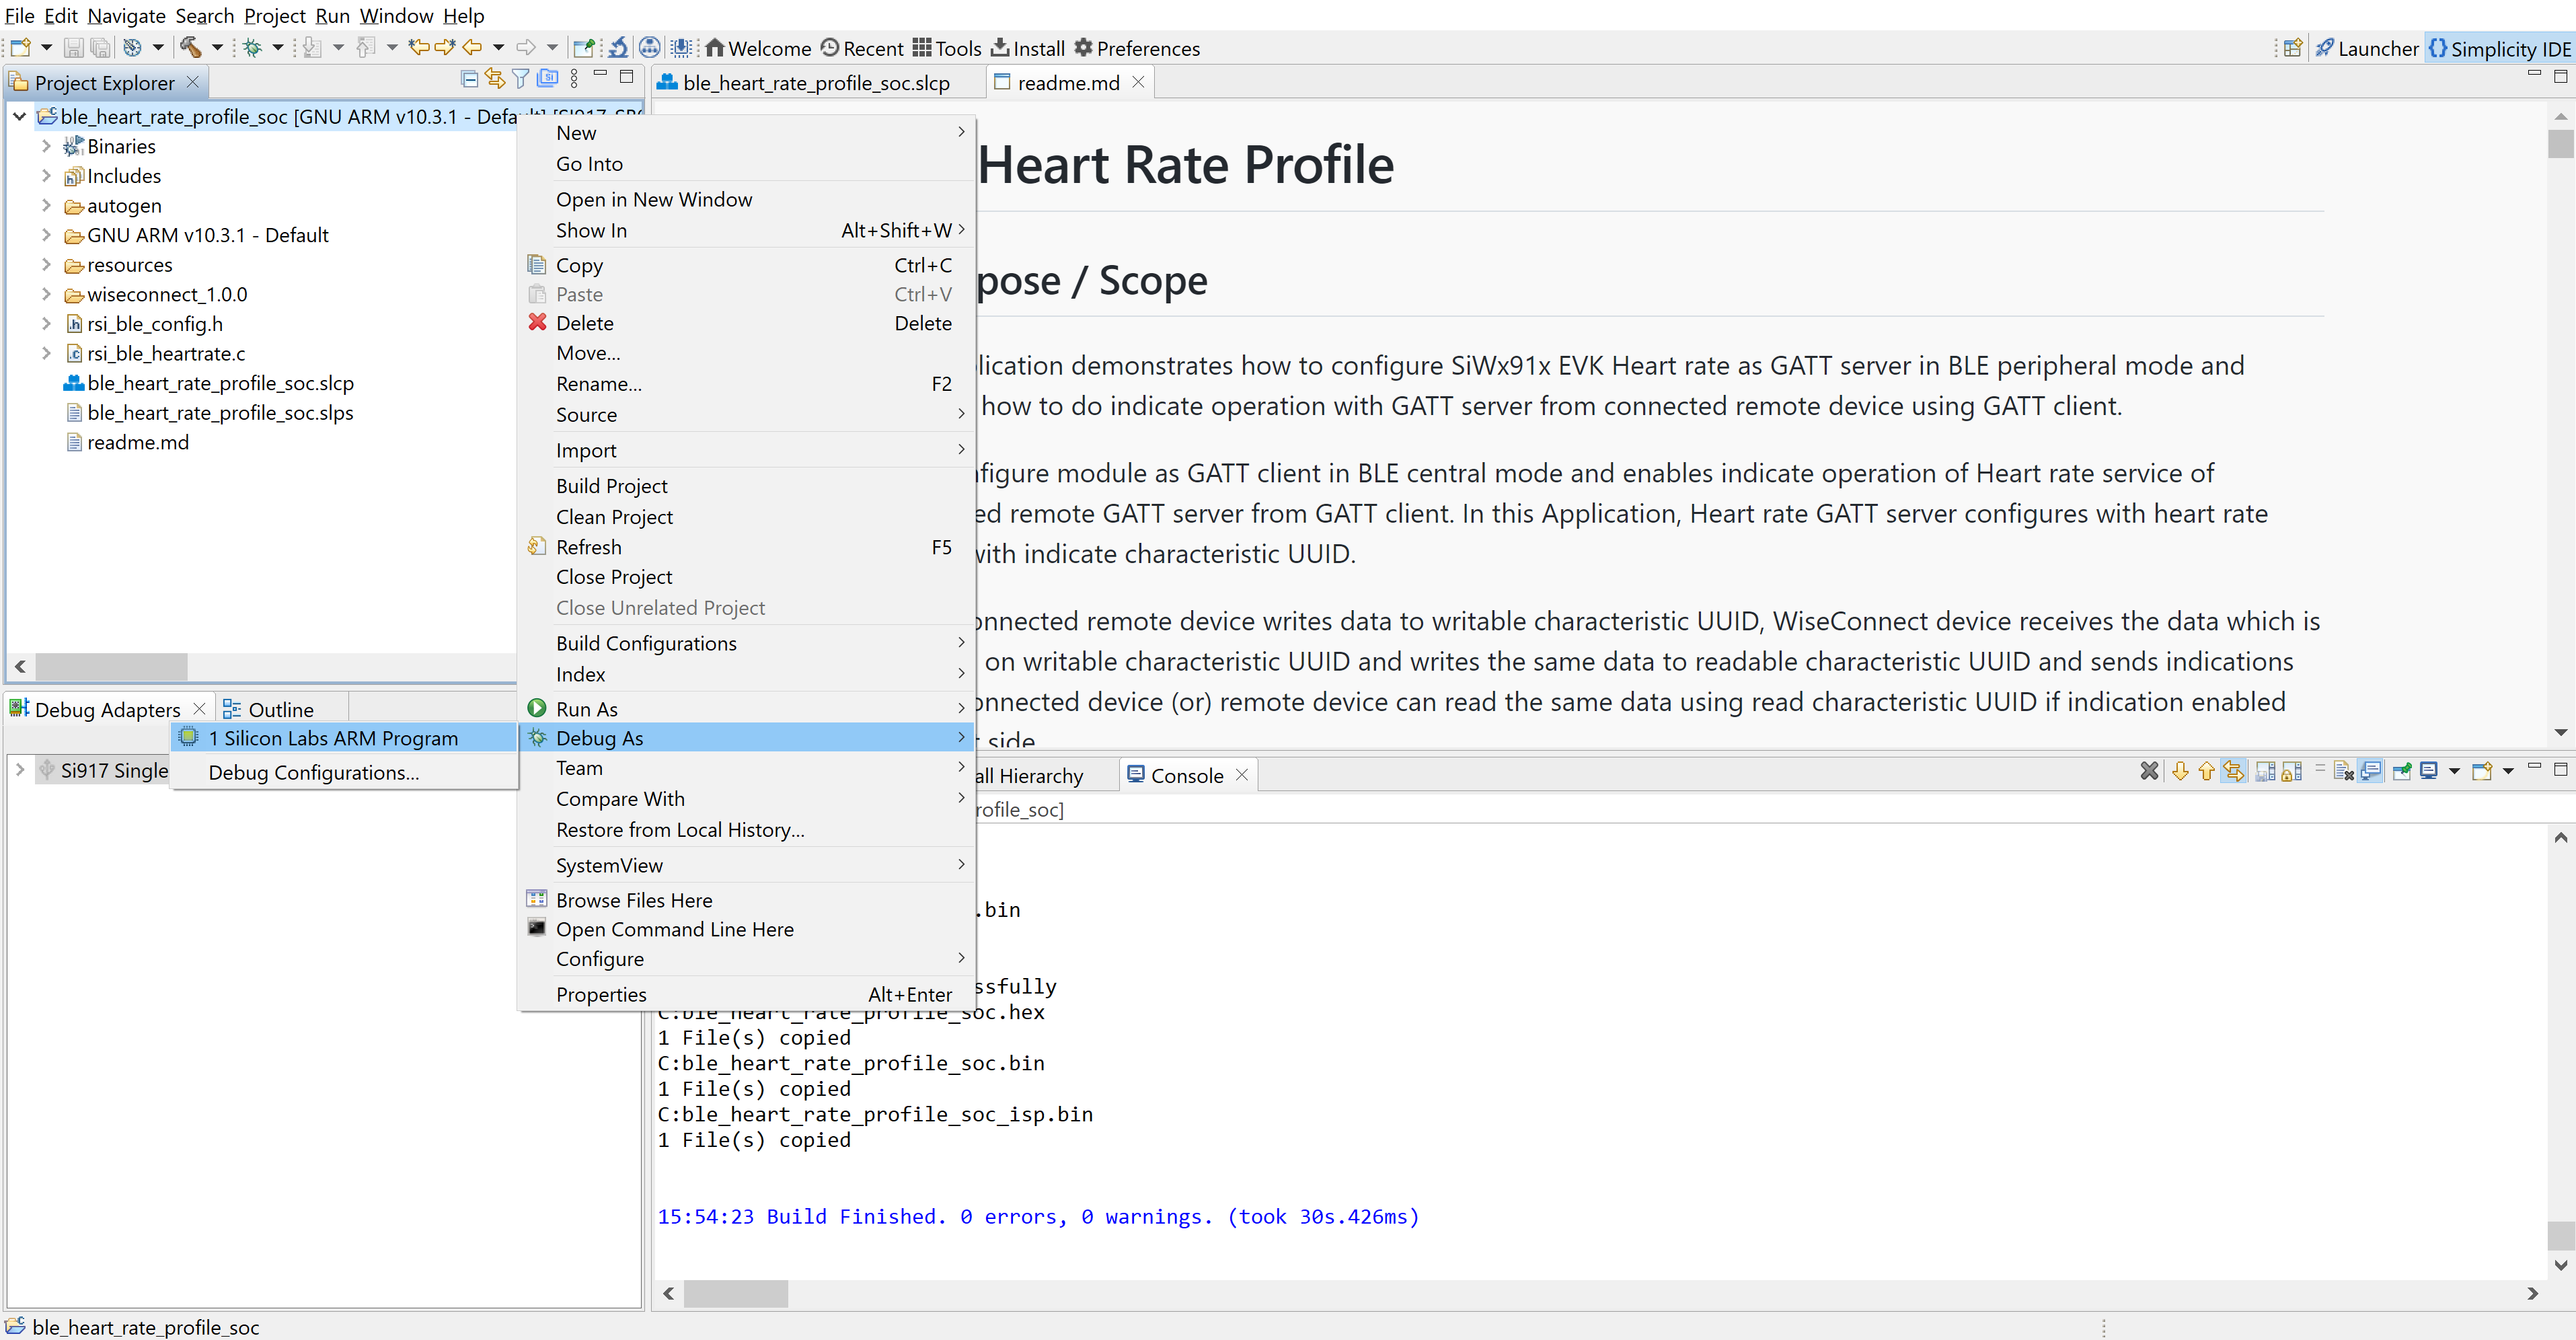 File Edit Navigate Search Project Run Window Help
Welcome Recent Tools Install Preferences Launcher Simplicity IDE
Project Explorer
ble_heart_rate_profile_soc [GNU ARM v10.3.1 - Default]
Binaries
Includes
autogen
GNU ARM v10.3.1 - Default
resources
wiseconnect_1.0.0
rsi_ble_config.h
rsi_ble_heartrate.c
ble_heart_rate_profile_soc.slcp
ble_heart_rate_profile_soc.slps
readme.md
Debug Adapters Outline
1 Silicon Labs ARM Program
Debug Configurations...
Si917 Single
New
Go Into
Open in New Window
Show In Alt+Shift+W
Copy Ctrl+C
Paste Ctrl+V
Delete Delete
Move...
Rename... F2
Source
Import
Build Project
Clean Project
Refresh F5
Close Project
Close Unrelated Project
Build Configurations
Index
Run As
Debug As
Team
Compare With
Restore from Local History...
SystemView
Browse Files Here
Open Command Line Here
Configure
Properties Alt+Enter
ble_heart_rate_profile_soc.slcp readme.md
Heart Rate Profile
pose / Scope
lication demonstrates how to configure SiWx91x EVK Heart rate as GATT server in BLE peripheral mode and
how to do indicate operation with GATT server from connected remote device using GATT client.
nfigure module as GATT client in BLE central mode and enables indicate operation of Heart rate service of
ed remote GATT server from GATT client. In this Application, Heart rate GATT server configures with heart rate
with indicate characteristic UUID.
onnected remote device writes data to writable characteristic UUID, WiseConnect device receives the data which is
on writable characteristic UUID and writes the same data to readable characteristic UUID and sends indications
onnected device (or) remote device can read the same data using read characteristic UUID if indication enabled
t side
all Hierarchy Console
rofile_soc]
.bin
ssfully
C:ble_heart_rate_profile_soc.hex
1 File(s) copied
C:ble_heart_rate_profile_soc.bin
1 File(s) copied
C:ble_heart_rate_profile_soc_isp.bin
1 File(s) copied
15:54:23 Build Finished. 0 errors, 0 warnings. (took 30s.426ms)
ble_heart_rate_profile_soc